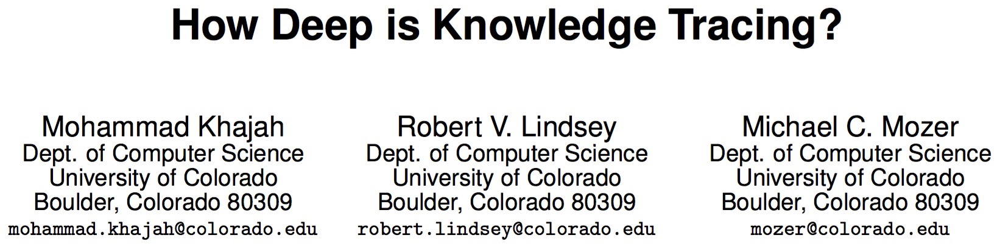 How Deep is Knowledge Tracing?
Mohammad Khajah
Dept. of Computer Science
University of Colorado
Boulder, Colorado 80309
mohammad.khajah@colorado.edu
Robert V. Lindsey
Dept. of Computer Science
University of Colorado
Boulder, Colorado 80309
robert.lindsey@colorado.edu
Michael C. Mozer
Dept. of Computer Science
University of Colorado
Boulder, Colorado 80309
mozer@colorado.edu